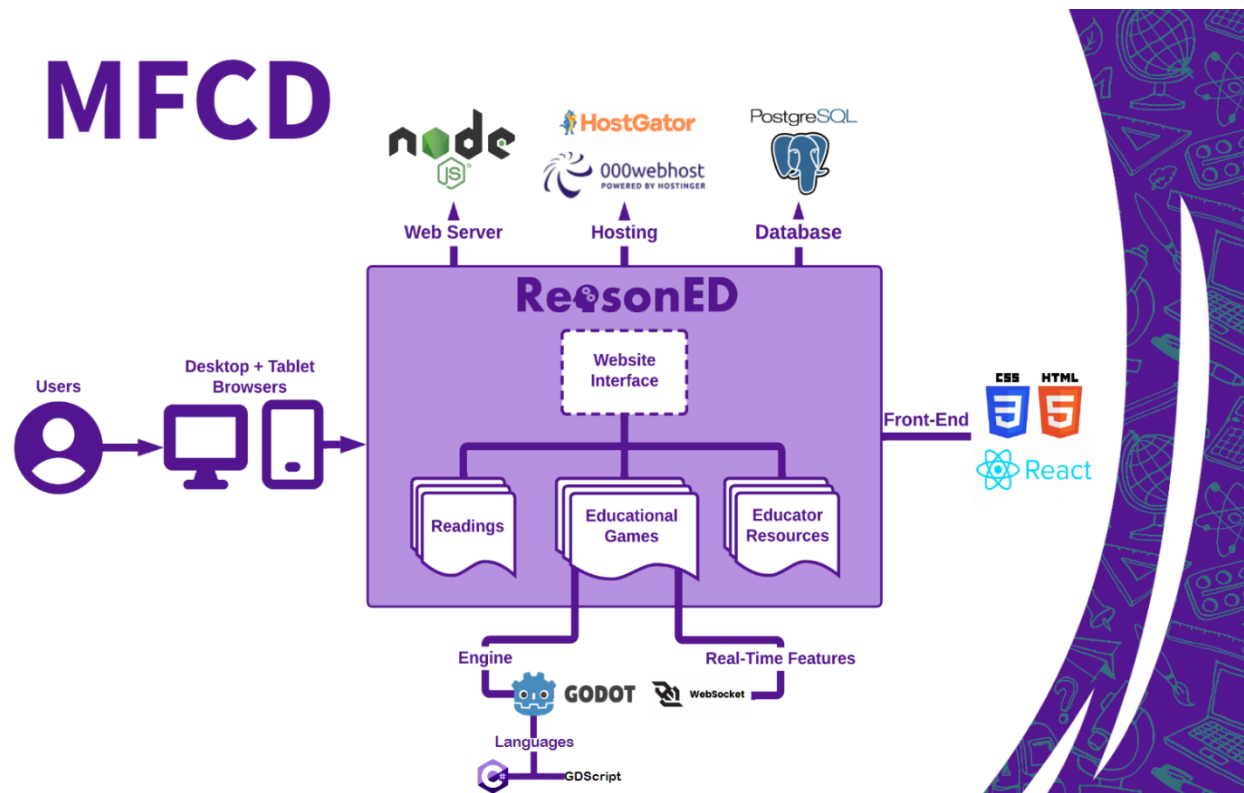 MFCD
node
JS
HostGator
000webhost
POWERED BY HOSTINGER
PostgreSQL
Web Server
Hosting
Database
ReasonED
Website
Interface
Users
Desktop + Tablet
Browsers
Readings
Educational
Games
Educator
Resources
Front-End
CSS
3
HTML
5
React
Engine
Real-Time Features
GODOT
WebSocket
Languages
C#
GDScript